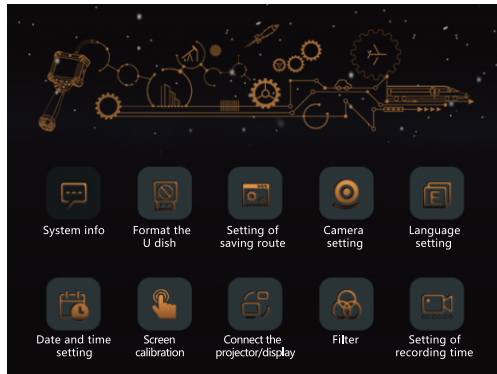 System info
Format the
U dish
Setting of
saving route
Camera
setting
Language
setting
Date and time
setting
Screen
calibration
Connect the
projector/display
Filter
Setting of
recording time